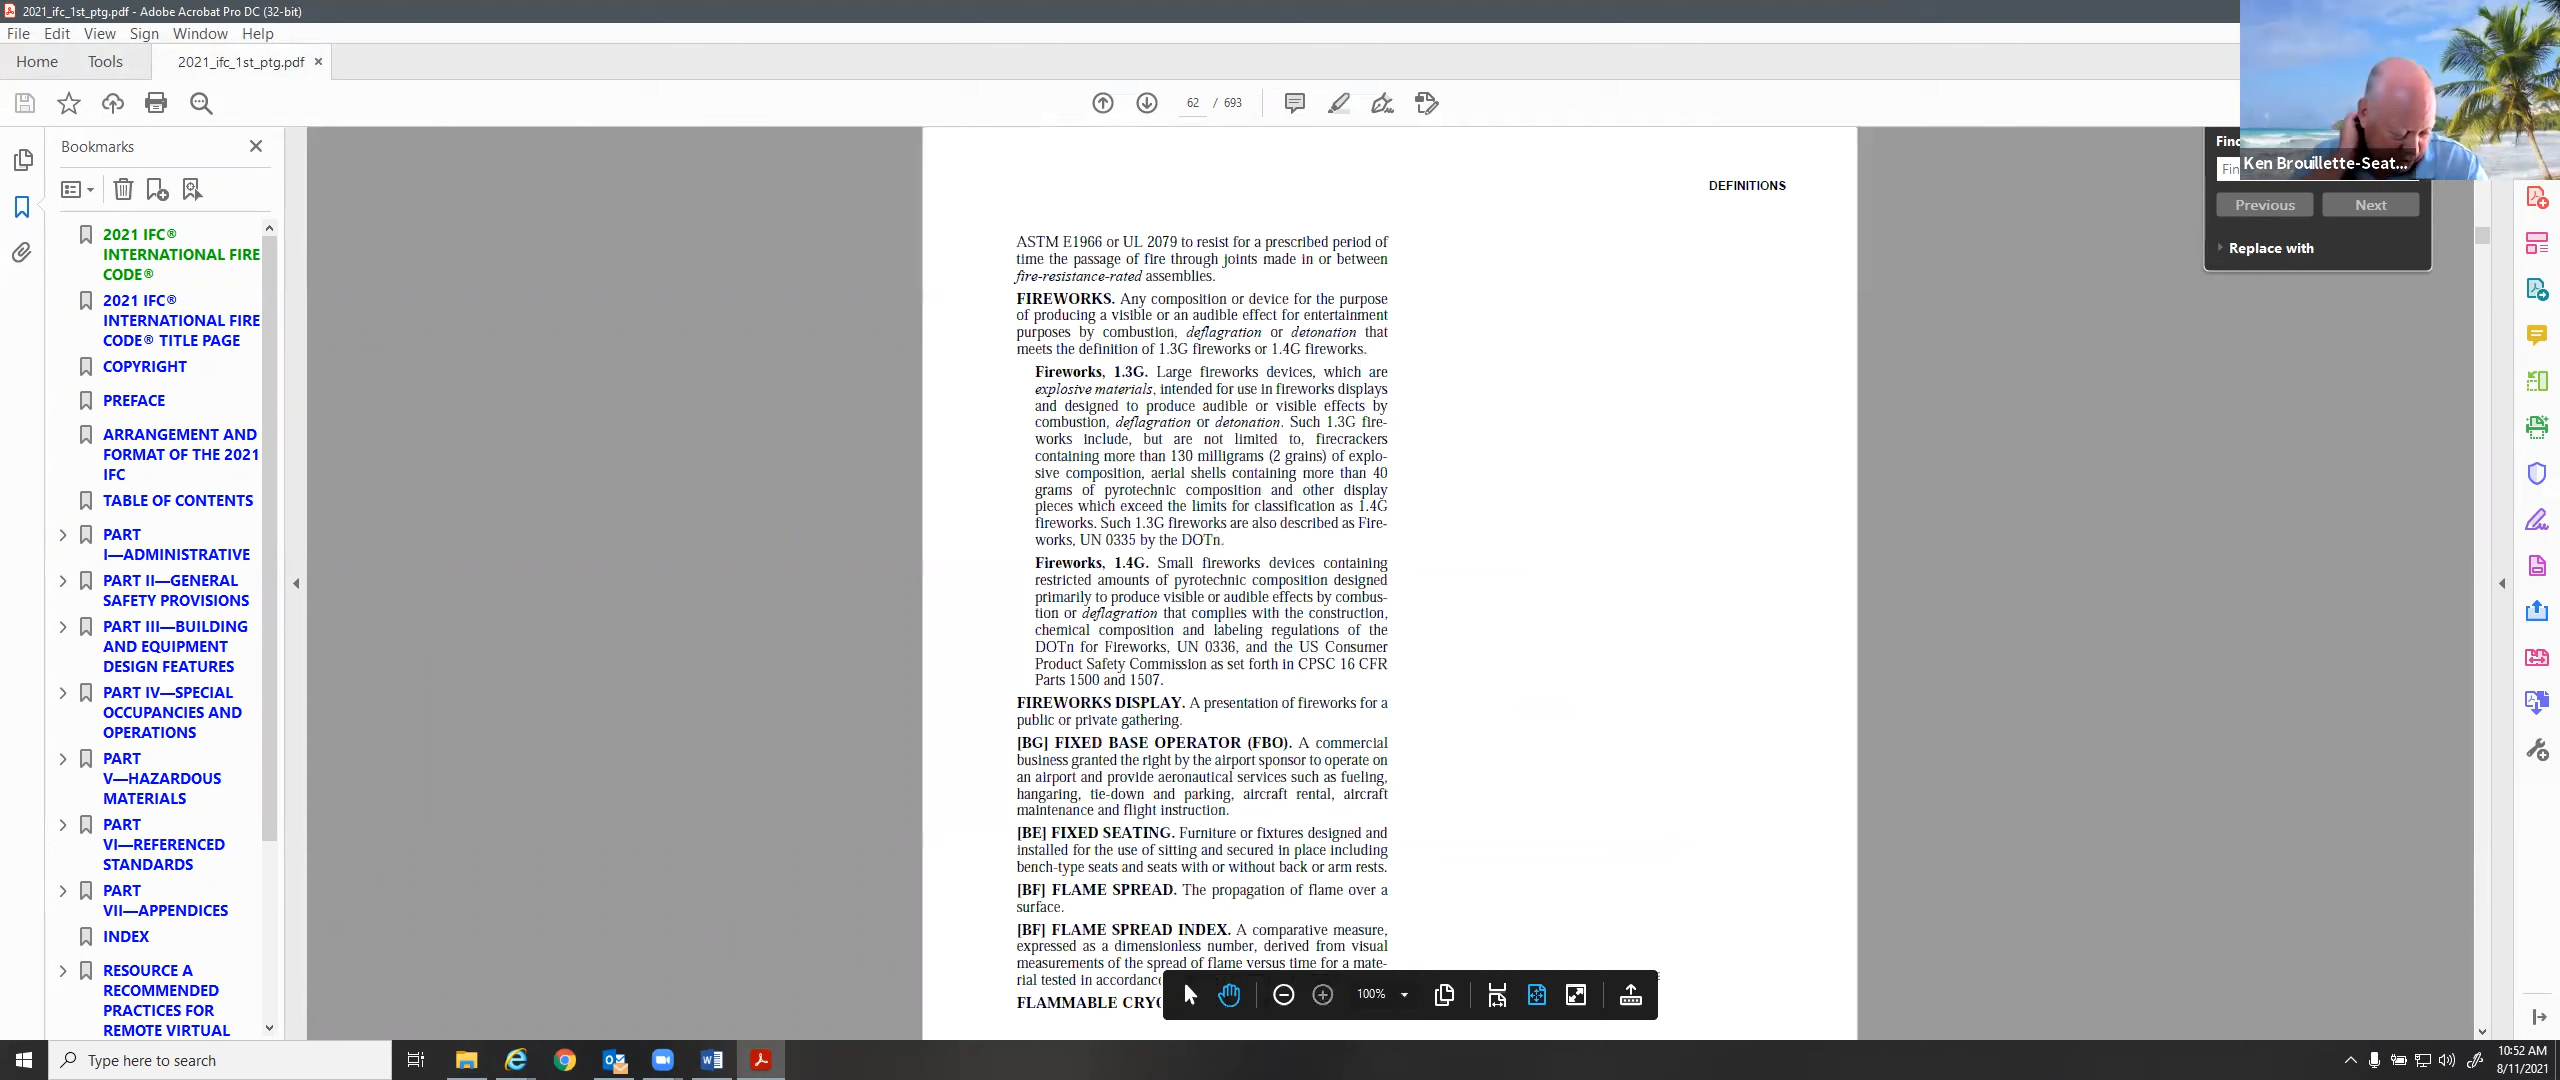 2021_ifc_1st_ptg.pdf - Adobe Acrobat Pro DC (32-bit)
File Edit View Sign Window Help
Home Tools 2021_ifc_1st_ptg.pdf ×
62 / 693
Bookmarks
2021 IFC®
INTERNATIONAL FIRE
CODE®
2021 IFC®
INTERNATIONAL FIRE
CODE® TITLE PAGE
COPYRIGHT
PREFACE
ARRANGEMENT AND
FORMAT OF THE 2021
IFC
TABLE OF CONTENTS
PART
I—ADMINISTRATIVE
PART II—GENERAL
SAFETY PROVISIONS
PART III—BUILDING
AND EQUIPMENT
DESIGN FEATURES
PART IV—SPECIAL
OCCUPANCIES AND
OPERATIONS
PART
V—HAZARDOUS
MATERIALS
PART
VI—REFERENCED
STANDARDS
PART
VII—APPENDICES
INDEX
RESOURCE A
RECOMMENDED
PRACTICES FOR
REMOTE VIRTUAL
DEFINITIONS
ASTM E1966 or UL 2079 to resist for a prescribed period of
time the passage of fire through joints made in or between
fire-resistance-rated assemblies.
FIREWORKS. Any composition or device for the purpose
of producing a visible or an audible effect for entertainment
purposes by combustion, deflagration or detonation that
meets the definition of 1.3G fireworks or 1.4G fireworks.
Fireworks, 1.3G. Large fireworks devices, which are
explosive materials, intended for use in fireworks displays
and designed to produce audible or visible effects by
combustion, deflagration or detonation. Such 1.3G fire-
works include, but are not limited to, firecrackers
containing more than 130 milligrams (2 grains) of explo-
sive composition, aerial shells containing more than 40
grams of pyrotechnic composition and other display
pieces which exceed the limits for classification as 1.4G
fireworks. Such 1.3G fireworks are also described as Fire-
works, UN 0335 by the DOTn.
Fireworks, 1.4G. Small fireworks devices containing
restricted amounts of pyrotechnic composition designed
primarily to produce visible or audible effects by combus-
tion or deflagration that complies with the construction,
chemical composition and labeling regulations of the
DOTn for Fireworks, UN 0336, and the US Consumer
Product Safety Commission as set forth in CPSC 16 CFR
Parts 1500 and 1507.
FIREWORKS DISPLAY. A presentation of fireworks for a
public or private gathering.
[BG] FIXED BASE OPERATOR (FBO). A commercial
business granted the right by the airport sponsor to operate on
an airport and provide aeronautical services such as fueling,
hangaring, tie-down and parking, aircraft rental, aircraft
maintenance and flight instruction.
[BE] FIXED SEATING. Furniture or fixtures designed and
installed for the use of sitting and secured in place including
bench-type seats and seats with or without back or arm rests.
[BF] FLAME SPREAD. The propagation of flame over a
surface.
[BF] FLAME SPREAD INDEX. A comparative measure,
expressed as a dimensionless number, derived from visual
measurements of the spread of flame versus time for a mate-
rial tested in accordance
FLAMMABLE CRYO
100%
Find
Fin
Ken Brouillette-Seat...
Previous Next
Replace with
Type here to search
10:52 AM
8/11/2021